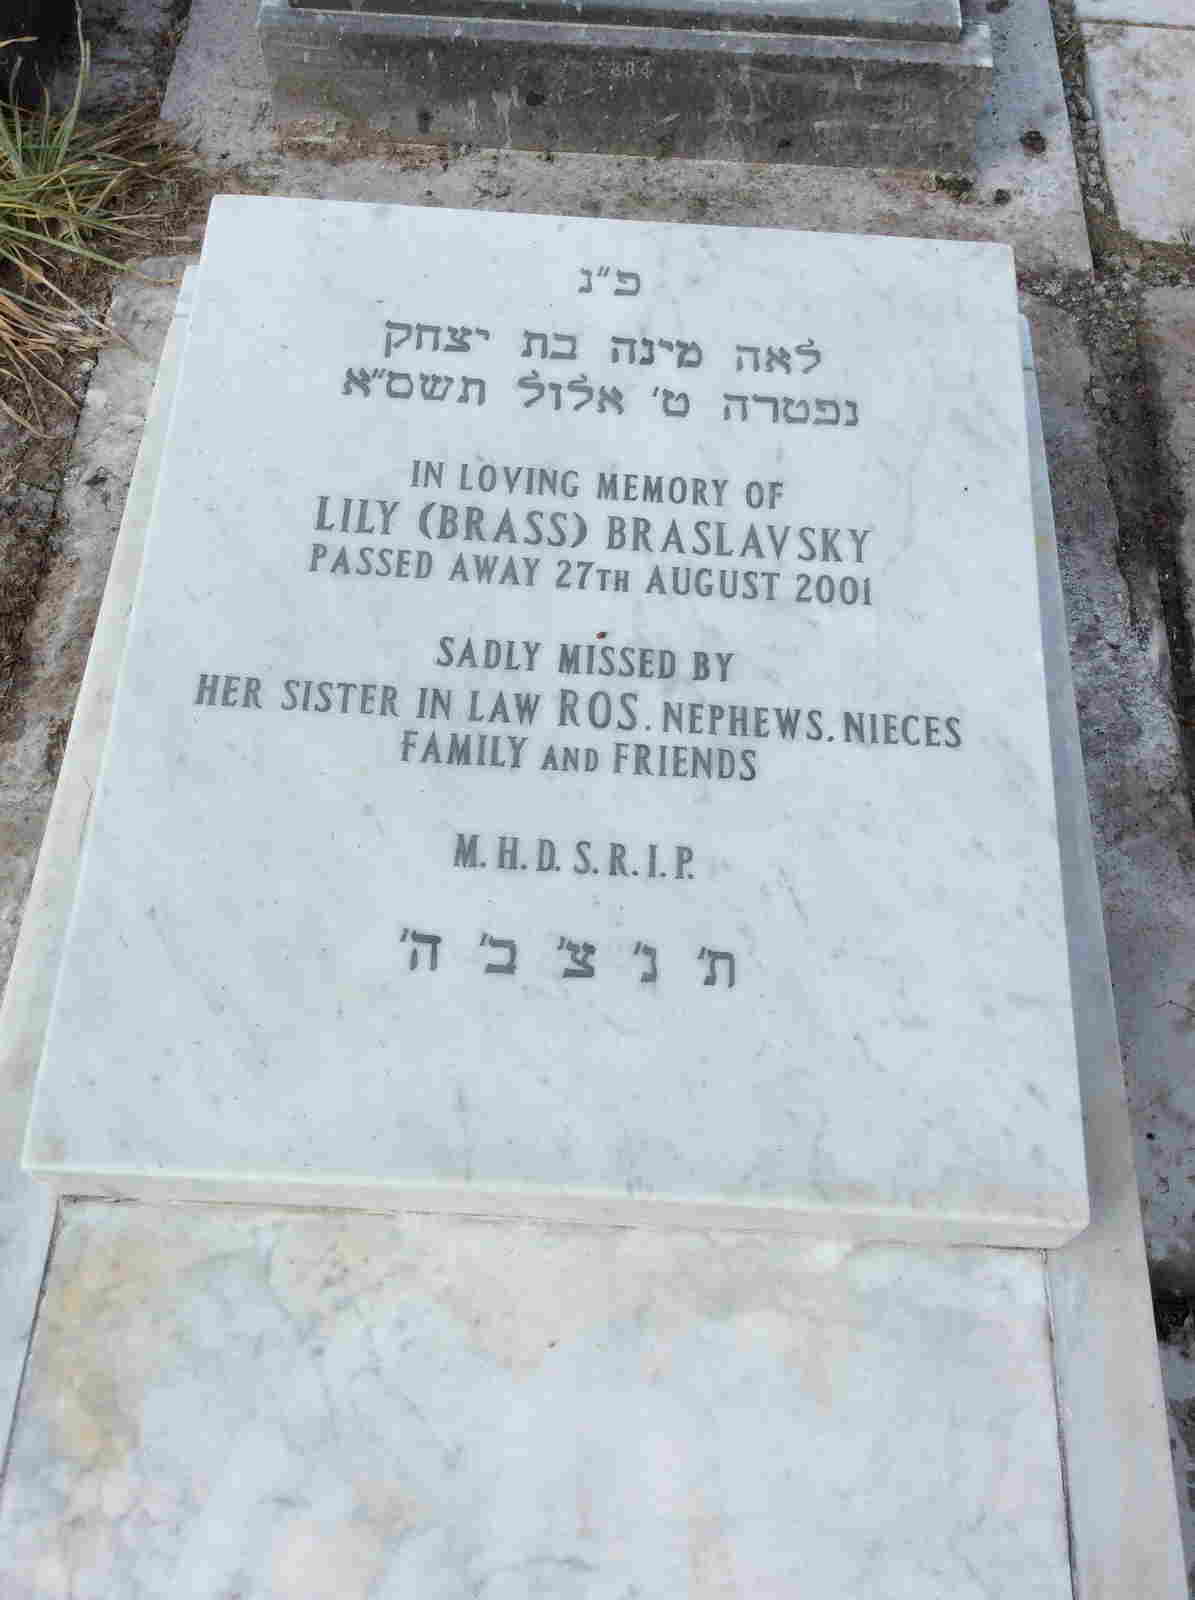 פ"נ
לאה מינה בת יצחק
נפטרה ט' אלול תשס"א
IN LOVING MEMORY OF
LILY (BRASS) BRASLAVSKY
PASSED AWAY 27TH AUGUST 2001
SADLY MISSED BY
HER SISTER IN LAW ROS. NEPHEWS. NIECES
FAMILY AND FRIENDS
M. H. D. S. R. I. P.
ת' נ' צ' ב' ה'